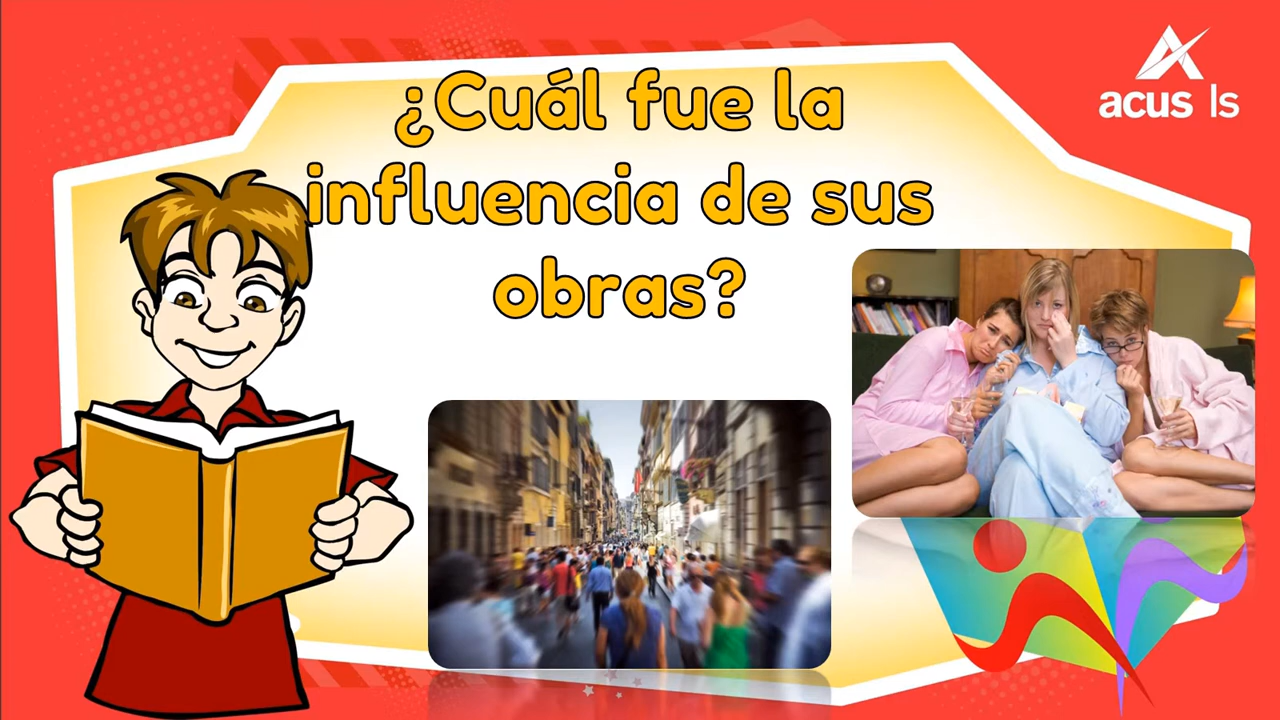 ¿Cuál fue la
influencia de sus
obras?
acus ls